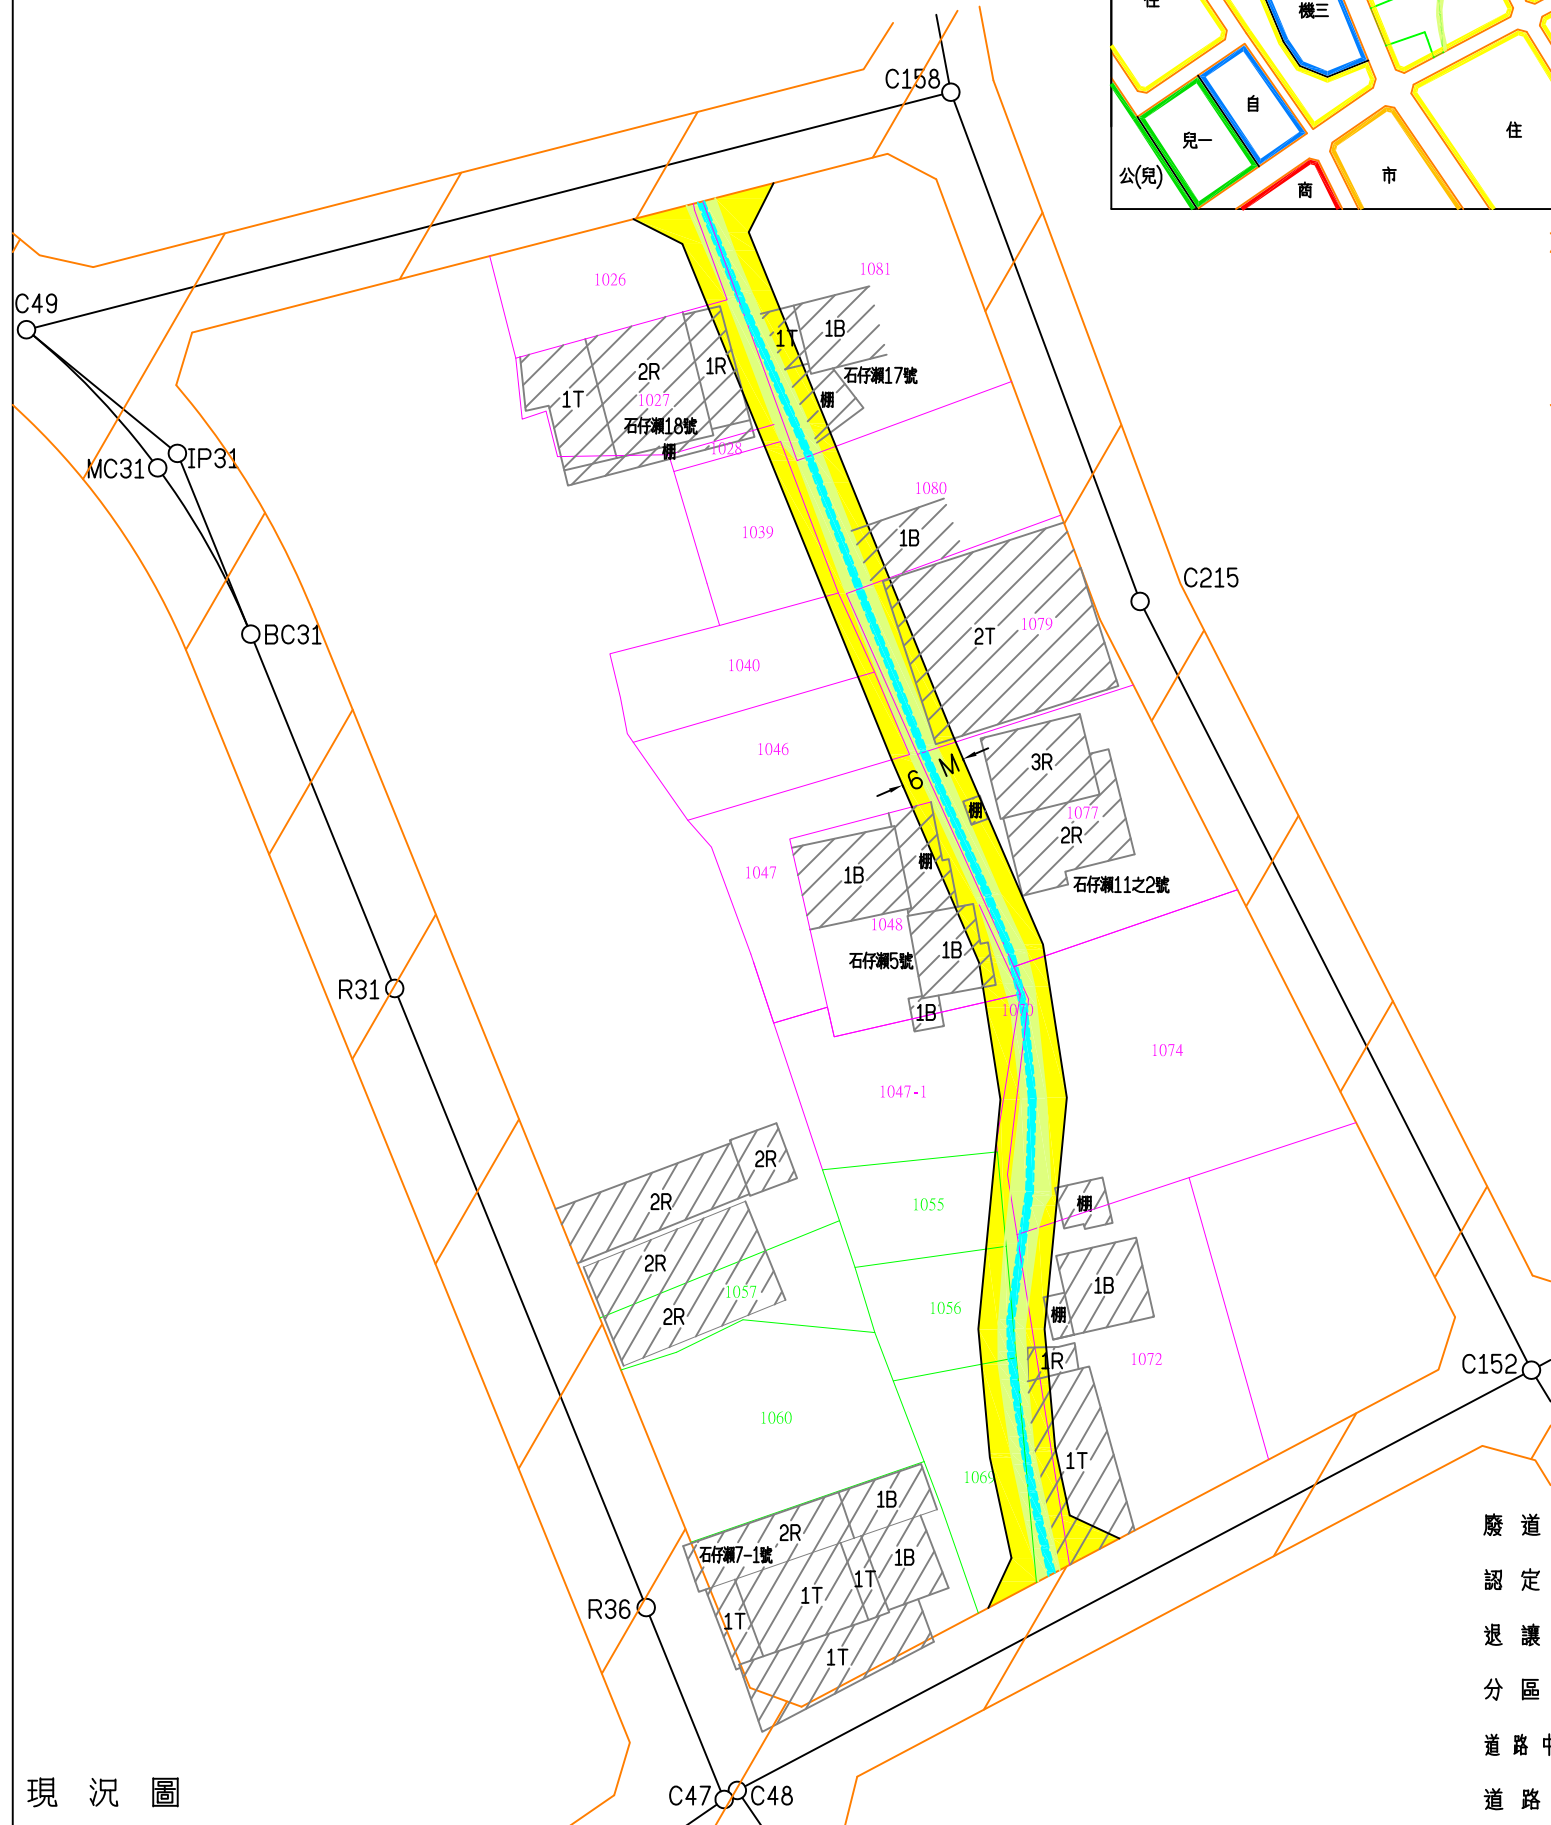 住
機三
自
兒一
住
公(兒)
市
商
C158
C49
IP31
MC31
BC31
C215
R31
C152
R36
C47
C48
1026
1081
1T
1B
2R
1R
1T
1027
石仔瀨17號
棚
石仔瀨18號
棚
1028
1080
1039
1B
1079
2T
1040
1046
6 M
3R
棚
1077
2R
1047
棚
1B
石仔瀨11之2號
1048
1B
石仔瀨5號
1B
1070
1074
1047-1
2R
2R
棚
1055
2R
1057
2R
1056
1B
棚
1R
1072
1060
1T
1069
1B
2R
石仔瀨7-1號
1B
1T
1T
1T
1T
現況圖
廢道
認定
退讓
分區
道路中
道路